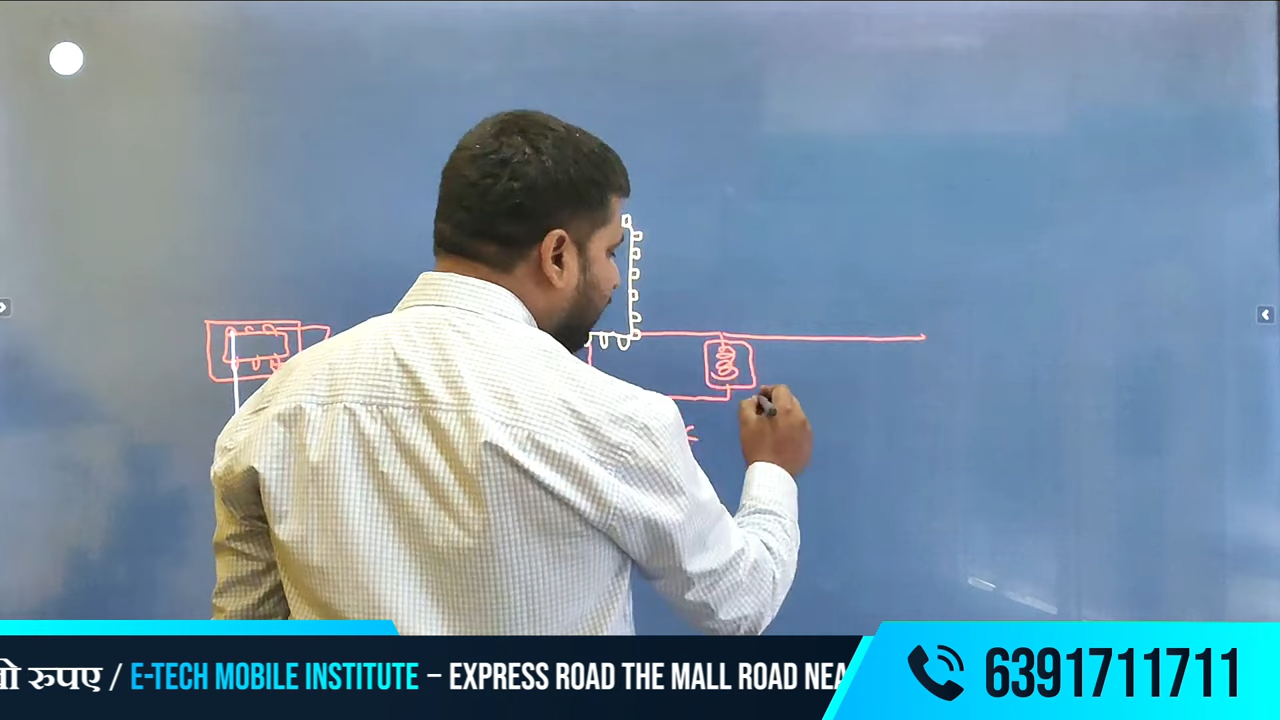 रुपए / E-TECH MOBILE INSTITUTE – EXPRESS ROAD THE MALL ROAD NEA
6391711711